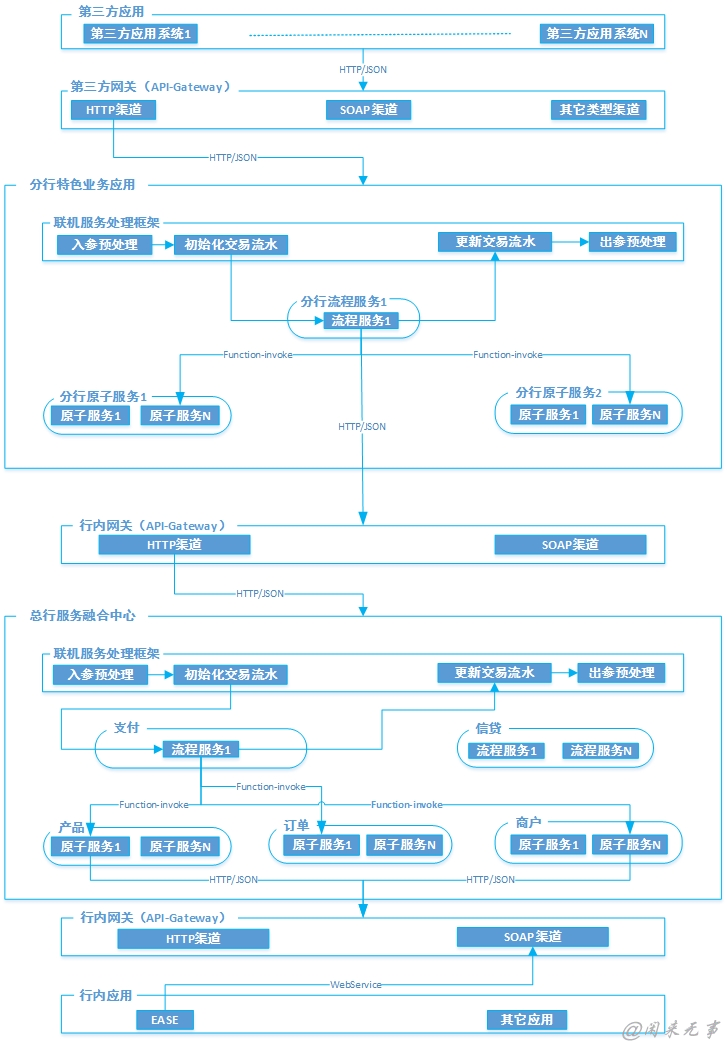 第三方应用
第三方应用系统1
第三方应用系统N
HTTP/JSON
第三方网关（API-Gateway）
HTTP渠道
SOAP渠道
其它类型渠道
HTTP/JSON
分行特色业务应用
联机服务处理框架
入参预处理
初始化交易流水
更新交易流水
出参预处理
分行流程服务1
流程服务1
Function-invoke
Function-invoke
分行原子服务1
原子服务1
原子服务N
分行原子服务2
原子服务1
原子服务N
HTTP/JSON
行内网关（API-Gateway）
HTTP渠道
SOAP渠道
HTTP/JSON
总行服务融合中心
联机服务处理框架
入参预处理
初始化交易流水
更新交易流水
出参预处理
支付
流程服务1
信贷
流程服务1
流程服务N
Function-invoke
Function-invoke
Function-invoke
产品
原子服务1
原子服务N
订单
原子服务1
原子服务N
商户
原子服务1
原子服务N
HTTP/JSON
HTTP/JSON
行内网关（API-Gateway）
HTTP渠道
SOAP渠道
WebService
行内应用
EASE
其它应用
@闲来无事